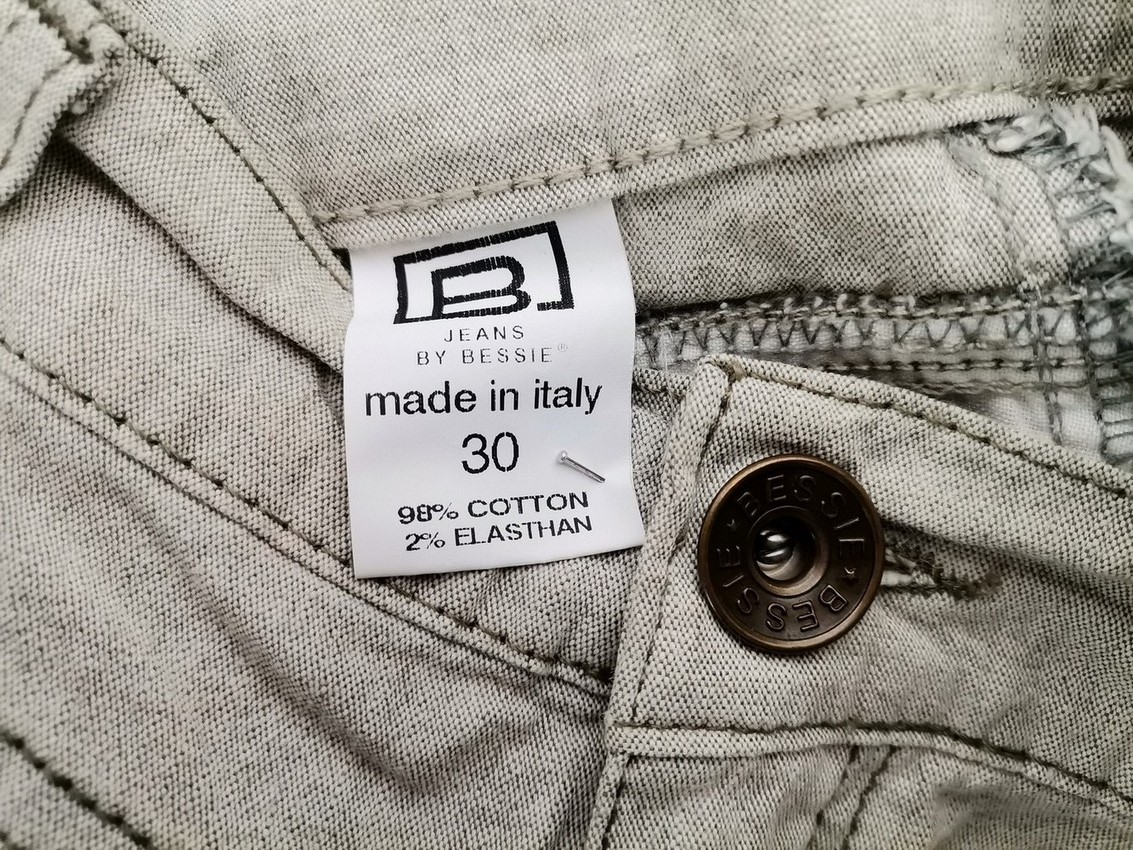 B.
JEANS
BY BESSIE®
made in italy
30
98% COTTON
2% ELASTHAN
BESSIE * BESSIE *